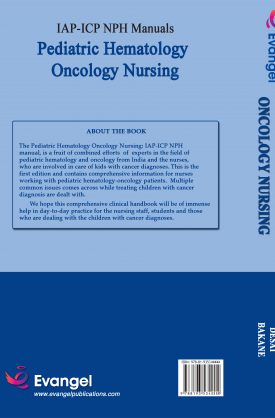 IAP-ICP NPH Manuals
Pediatric Hematology
Oncology Nursing
ABOUT THE BOOK
The Pediatric Hematology Oncology Nursing: IAP-ICP NPH
manual, is a fruit of combined efforts of experts in the field of
pediatric hematology and oncology from India and the nurses,
who are involved in care of kids with cancer diagnoses. This is the
first edition and contains comprehensive information for nurses
working with pediatric hematology-oncology patients. Multiple
common issues comes across while treating children with cancer
diagnosis are dealt with.
We hope this comprehensive clinical handbook will be of immense
help in day-to-day practice for the nursing staff, students and those
who are dealing with the children with cancer diagnoses.
Evangel
www.evangelpublications.com
Evangel
ONCOLOGY NURSING
DESAI
BAKANE